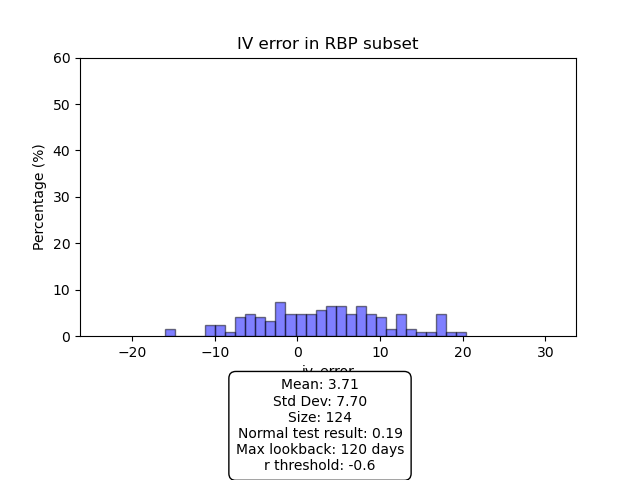 IV error in RBP subset
60
50
40
30
20
10
0
Percentage (%)
−20
−10
0
10
20
30
iv_error
Mean: 3.71
Std Dev: 7.70
Size: 124
Normal test result: 0.19
Max lookback: 120 days
r threshold: -0.6